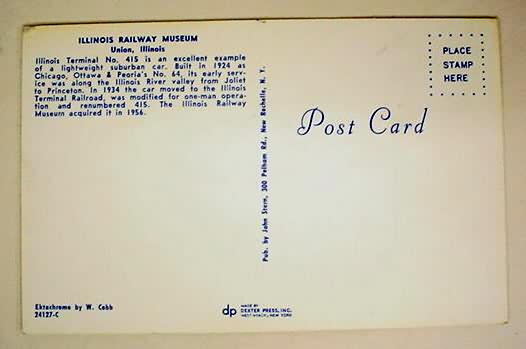 ILLINOIS RAILWAY MUSEUM
Union, Illinois
Illinois Terminal No. 415 is an excellent example
of a lightweight suburban car. Built in 1924 as
Chicago, Ottawa & Peoria's No. 64, its early serv-
ice was along the Illinois River valley from Joliet
to Princeton. In 1934 the car moved to the Illinois
Terminal Railroad, was modified for one-man opera-
tion and renumbered 415. The Illinois Railway
Museum acquired it in 1956.
PLACE
STAMP
HERE
Post Card
Pub. by John Stern, 300 Pelham Rd., New Rochelle, N. Y.
Ektachrome by W. Cobb
24127-C
dp
MADE BY
DEXTER PRESS, INC.
WEST NYACK, NEW YORK